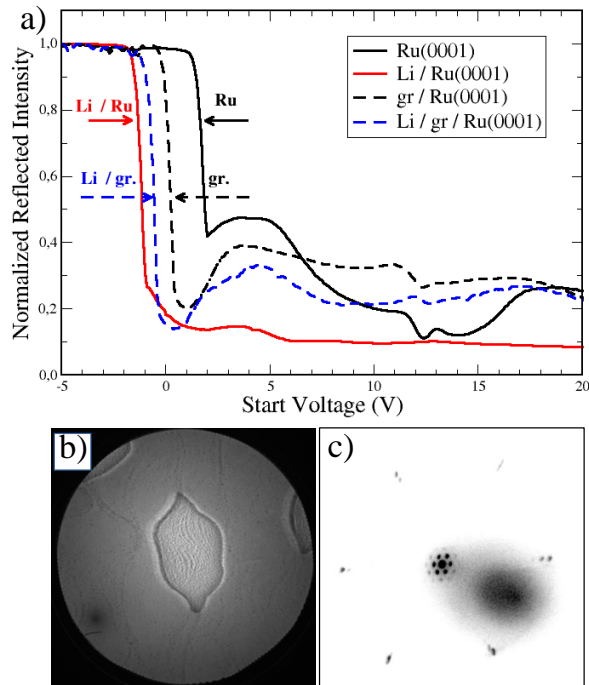 a)
Normalized Reflected Intensity
1,0
0,8
0,6
0,4
0,2
0,0
Ru(0001)
Li / Ru(0001)
gr / Ru(0001)
Li / gr / Ru(0001)
Li / Ru
Ru
Li / gr.
gr.
-5 0 5 10 15 20
Start Voltage (V)
b)
c)